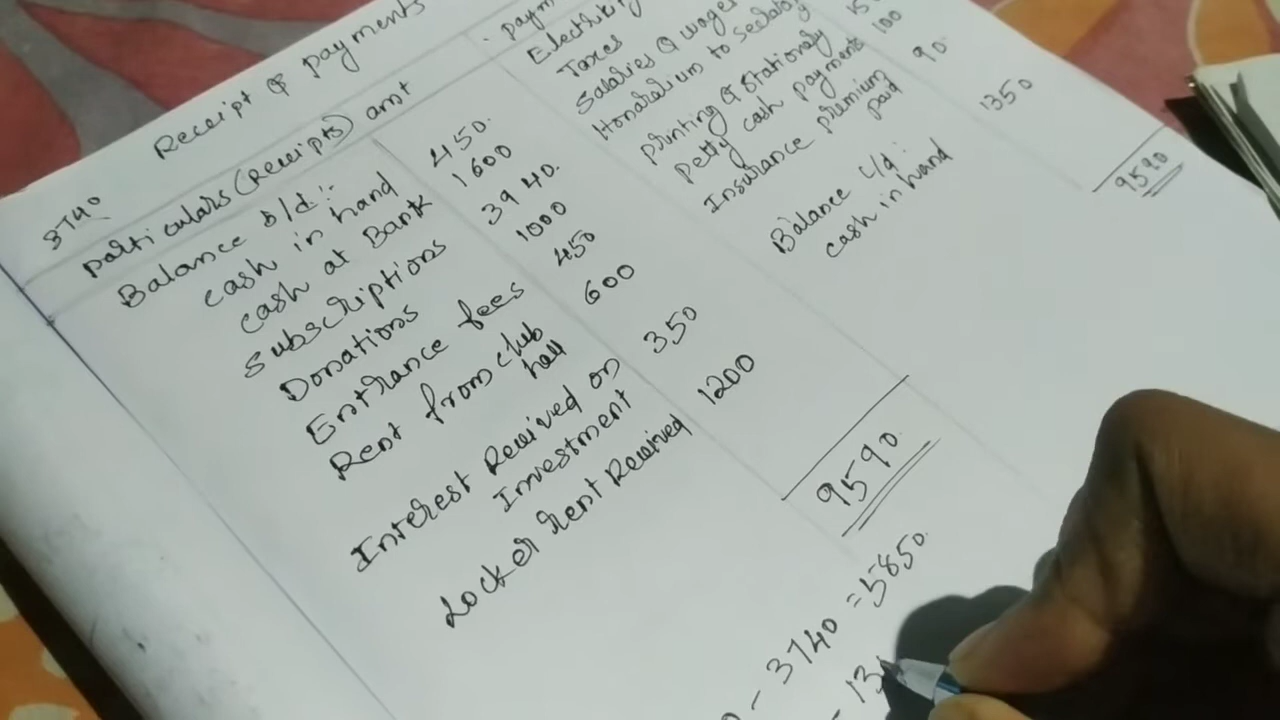 Receipt & payments
3740
particulars (Receipts) amt
Balance b/d:-
cash in hand 450.
cash at Bank 1600
subscriptions 3940.
Donations 1000
Entrance fees 450
Rent from club hall 600
Interest Received on Investment 350
Locker rent Received 1200
9590.
paym
Electricity
Taxes
Salaries & wages
Honorarium to secretary
printing & stationary
petty cash payments 100
Insurance premium paid 90
Balance c/d:
cash in hand 1350
9590
- 3740 = 5850.